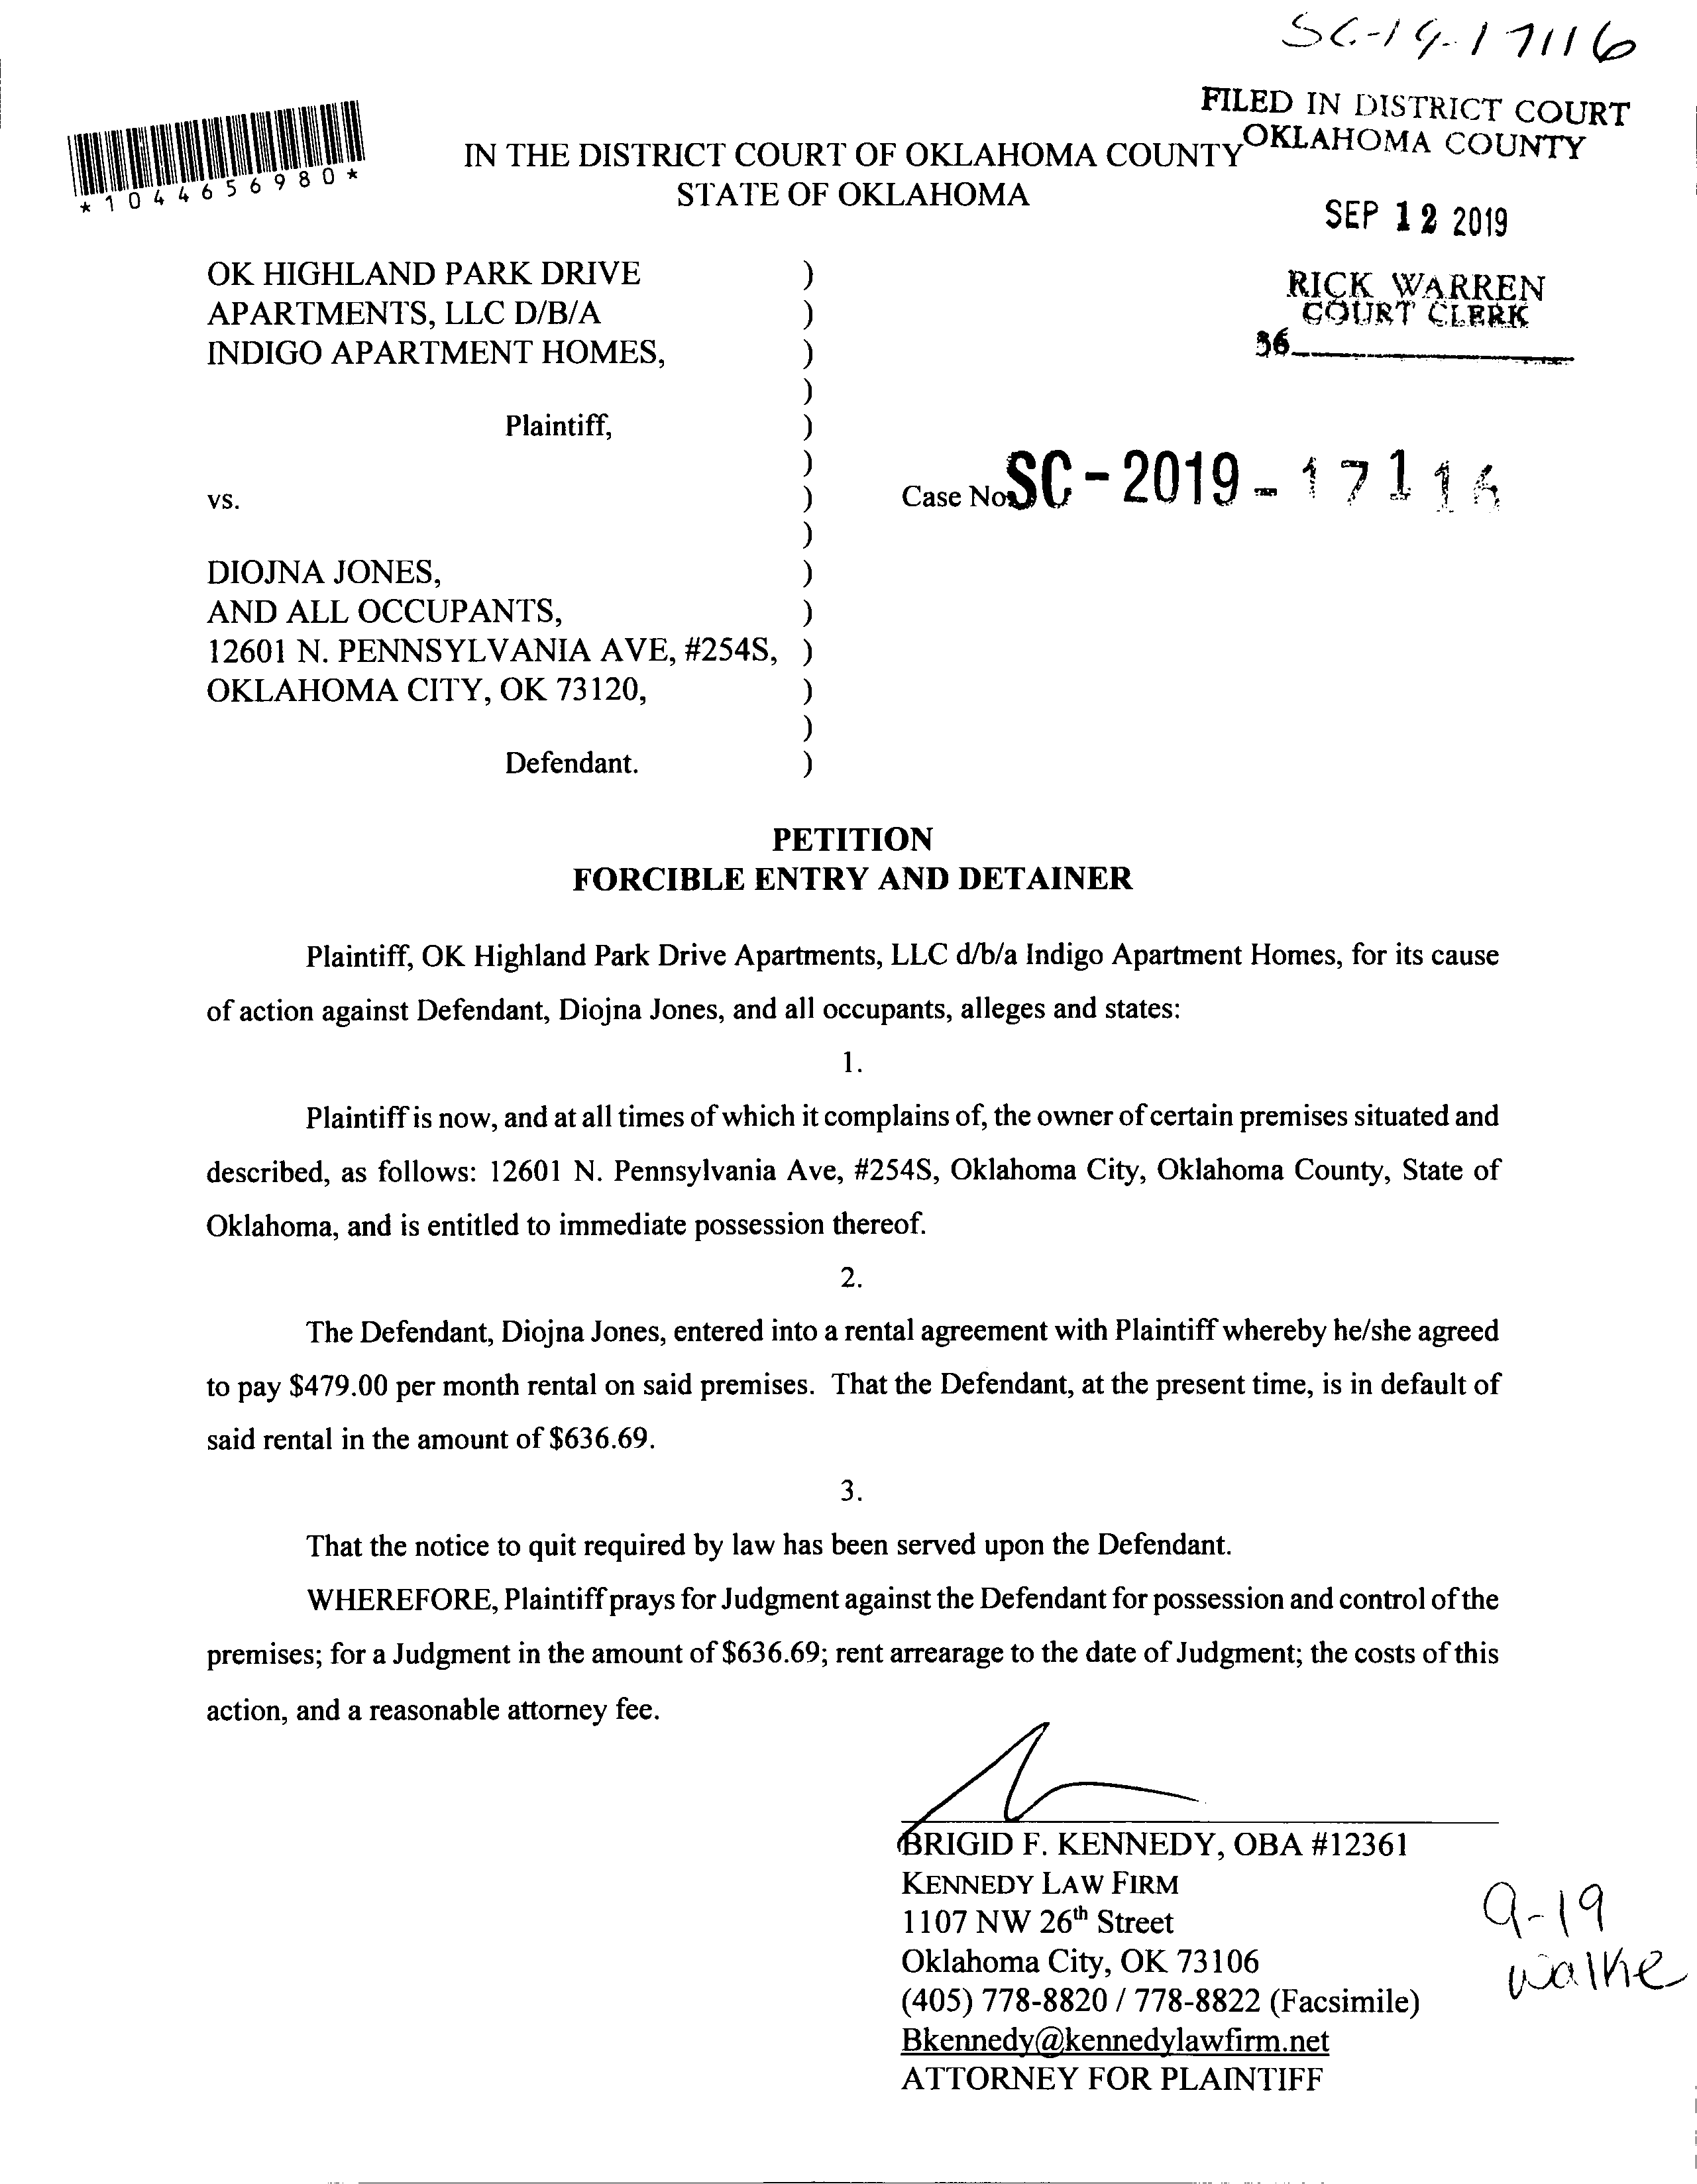 SC-19-17116
FILED IN DISTRICT COURT
OKLAHOMA COUNTY
*1044656980*
IN THE DISTRICT COURT OF OKLAHOMA COUNTY
STATE OF OKLAHOMA
SEP 12 2019
RICK WARREN
COURT CLERK
36
OK HIGHLAND PARK DRIVE )
APARTMENTS, LLC D/B/A )
INDIGO APARTMENT HOMES, )
)
Plaintiff, )
)
vs. ) Case No. SC-2019-17116
)
DIOJNA JONES, )
AND ALL OCCUPANTS, )
12601 N. PENNSYLVANIA AVE, #254S, )
OKLAHOMA CITY, OK 73120, )
)
Defendant. )
PETITION
FORCIBLE ENTRY AND DETAINER
Plaintiff, OK Highland Park Drive Apartments, LLC d/b/a Indigo Apartment Homes, for its cause
of action against Defendant, Diojna Jones, and all occupants, alleges and states:
1.
Plaintiff is now, and at all times of which it complains of, the owner of certain premises situated and
described, as follows: 12601 N. Pennsylvania Ave, #254S, Oklahoma City, Oklahoma County, State of
Oklahoma, and is entitled to immediate possession thereof.
2.
The Defendant, Diojna Jones, entered into a rental agreement with Plaintiff whereby he/she agreed
to pay $479.00 per month rental on said premises. That the Defendant, at the present time, is in default of
said rental in the amount of $636.69.
3.
That the notice to quit required by law has been served upon the Defendant.
WHEREFORE, Plaintiff prays for Judgment against the Defendant for possession and control of the
premises; for a Judgment in the amount of $636.69; rent arrearage to the date of Judgment; the costs of this
action, and a reasonable attorney fee.
BRIGID F. KENNEDY, OBA #12361
KENNEDY LAW FIRM
1107 NW 26th Street
Oklahoma City, OK 73106
(405) 778-8820 / 778-8822 (Facsimile)
Bkennedy@kennedylawfirm.net
ATTORNEY FOR PLAINTIFF
9-19
walke